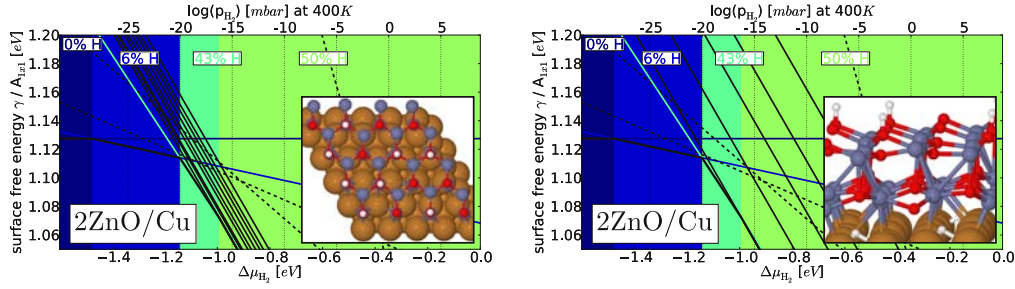 log(p_H₂) [mbar] at 400K
−25 −20 −15 −10 −5 0 5
surface free energy γ / A_1x1 [eV]
1.20
1.18
1.16
1.14
1.12
1.10
1.08
1.06
0% H
6% H
43% H
50% H
2ZnO/Cu
−1.4 −1.2 −1.0 −0.8 −0.6 −0.4 −0.2 0.0
Δμ_H₂ [eV]
log(p_H₂) [mbar] at 400K
−25 −20 −15 −10 −5 0 5
surface free energy γ / A_1x1 [eV]
1.20
1.18
1.16
1.14
1.12
1.10
1.08
1.06
0% H
6% H
43% H
50% H
2ZnO/Cu
−1.4 −1.2 −1.0 −0.8 −0.6 −0.4 −0.2 0.0
Δμ_H₂ [eV]